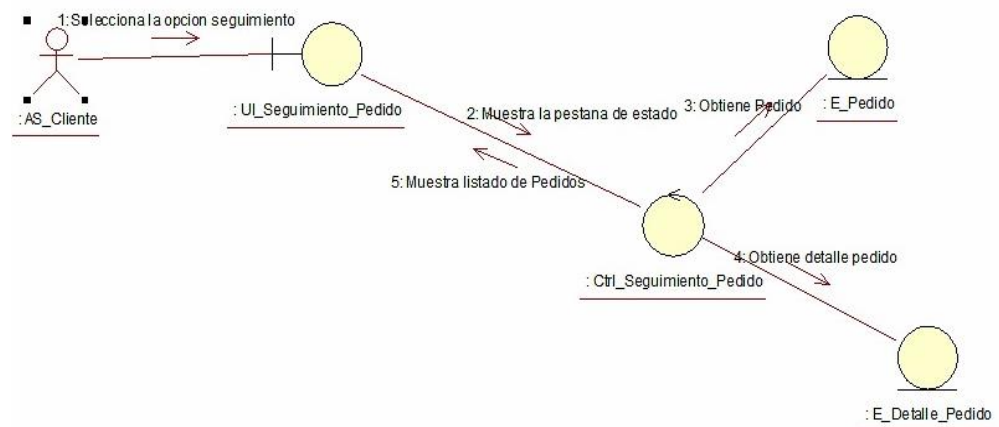 1: Selecciona la opcion seguimiento
: AS_Cliente
: UI_Seguimiento_Pedido
2: Muestra la pestana de estado
3: Obtiene Pedido
: E_Pedido
5: Muestra listado de Pedidos
4: Obtiene detalle pedido
: Ctrl_Seguimiento_Pedido
: E_Detalle_Pedido